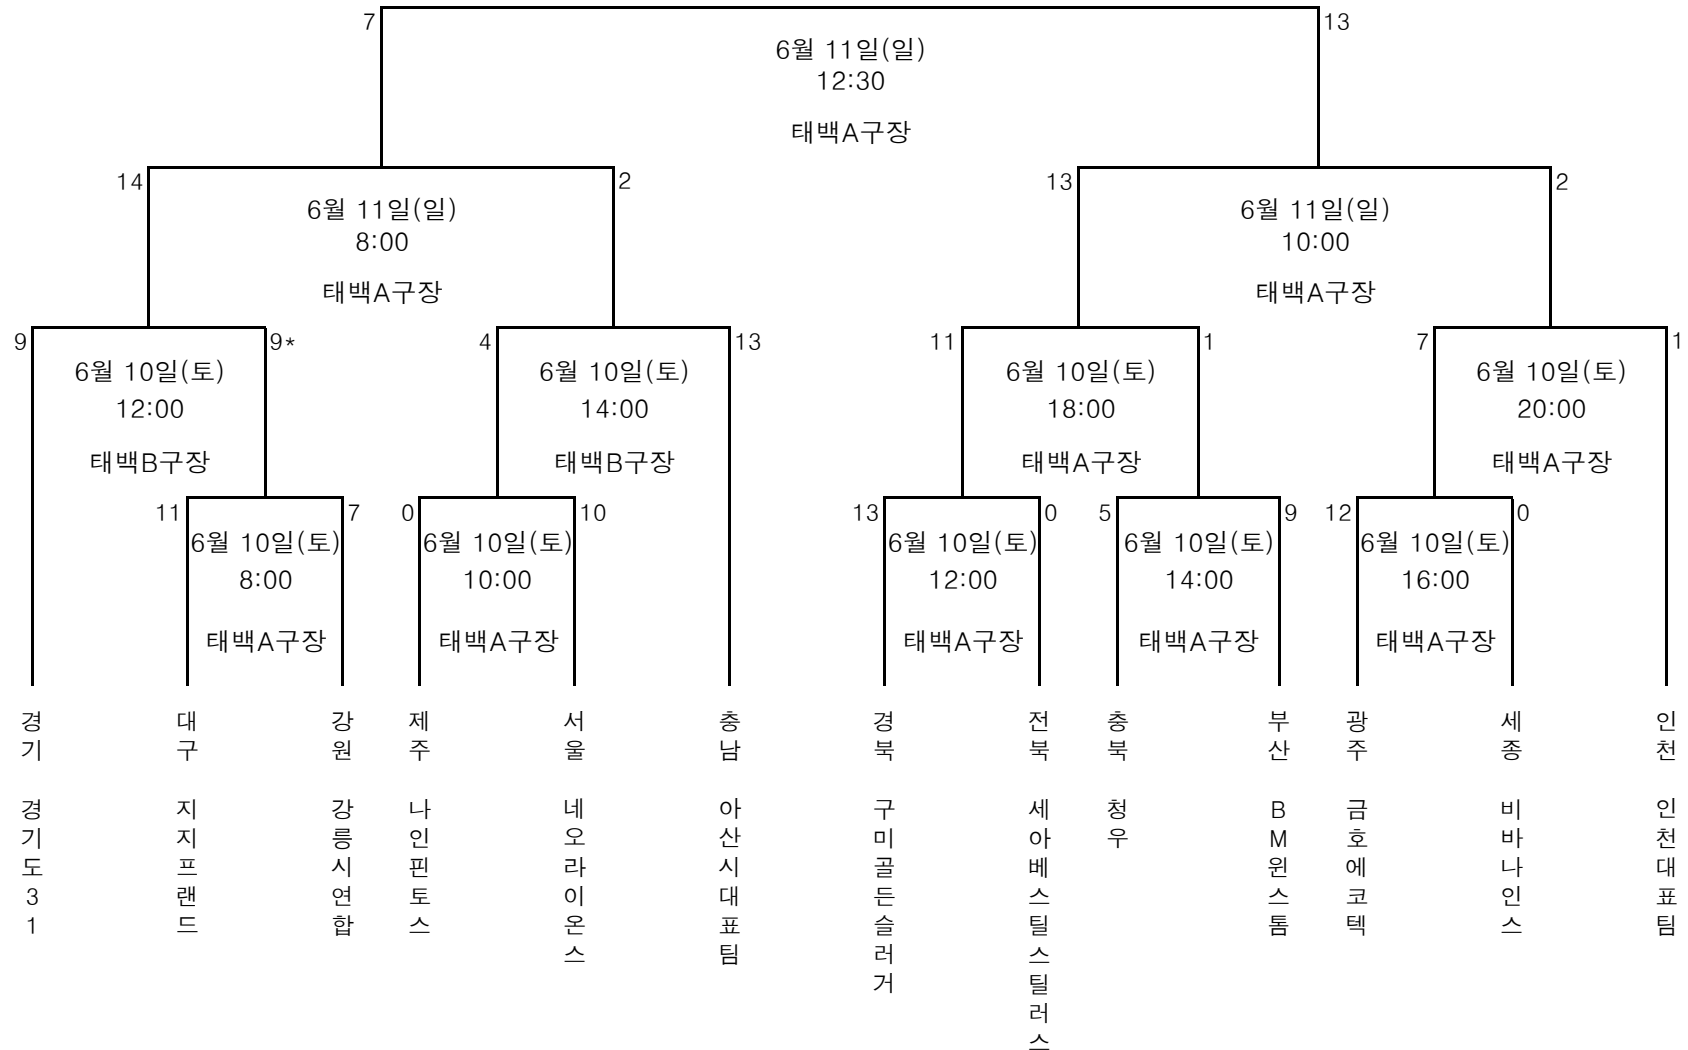 7
13
6월 11일(일)
12:30
태백A구장
14
2
13
2
6월 11일(일)
8:00
태백A구장
6월 11일(일)
10:00
태백A구장
9
9*
4
13
11
1
7
1
6월 10일(토)
12:00
태백B구장
6월 10일(토)
14:00
태백B구장
6월 10일(토)
18:00
태백A구장
6월 10일(토)
20:00
태백A구장
11
7
0
10
13
0
5
9
12
0
6월 10일(토)
8:00
태백A구장
6월 10일(토)
10:00
태백A구장
6월 10일(토)
12:00
태백A구장
6월 10일(토)
14:00
태백A구장
6월 10일(토)
16:00
태백A구장
경기 경기도31
대구 지지프랜드
강원 강릉시연합
제주 나인핀토스
서울 네오라이온스
충남 아산시대표팀
경북 구미골든슬러거
전북 세아베스틸스틸러스
충북 청우
부산 BM윈스톰
광주 금호에코텍
세종 비바나인스
인천 인천대표팀